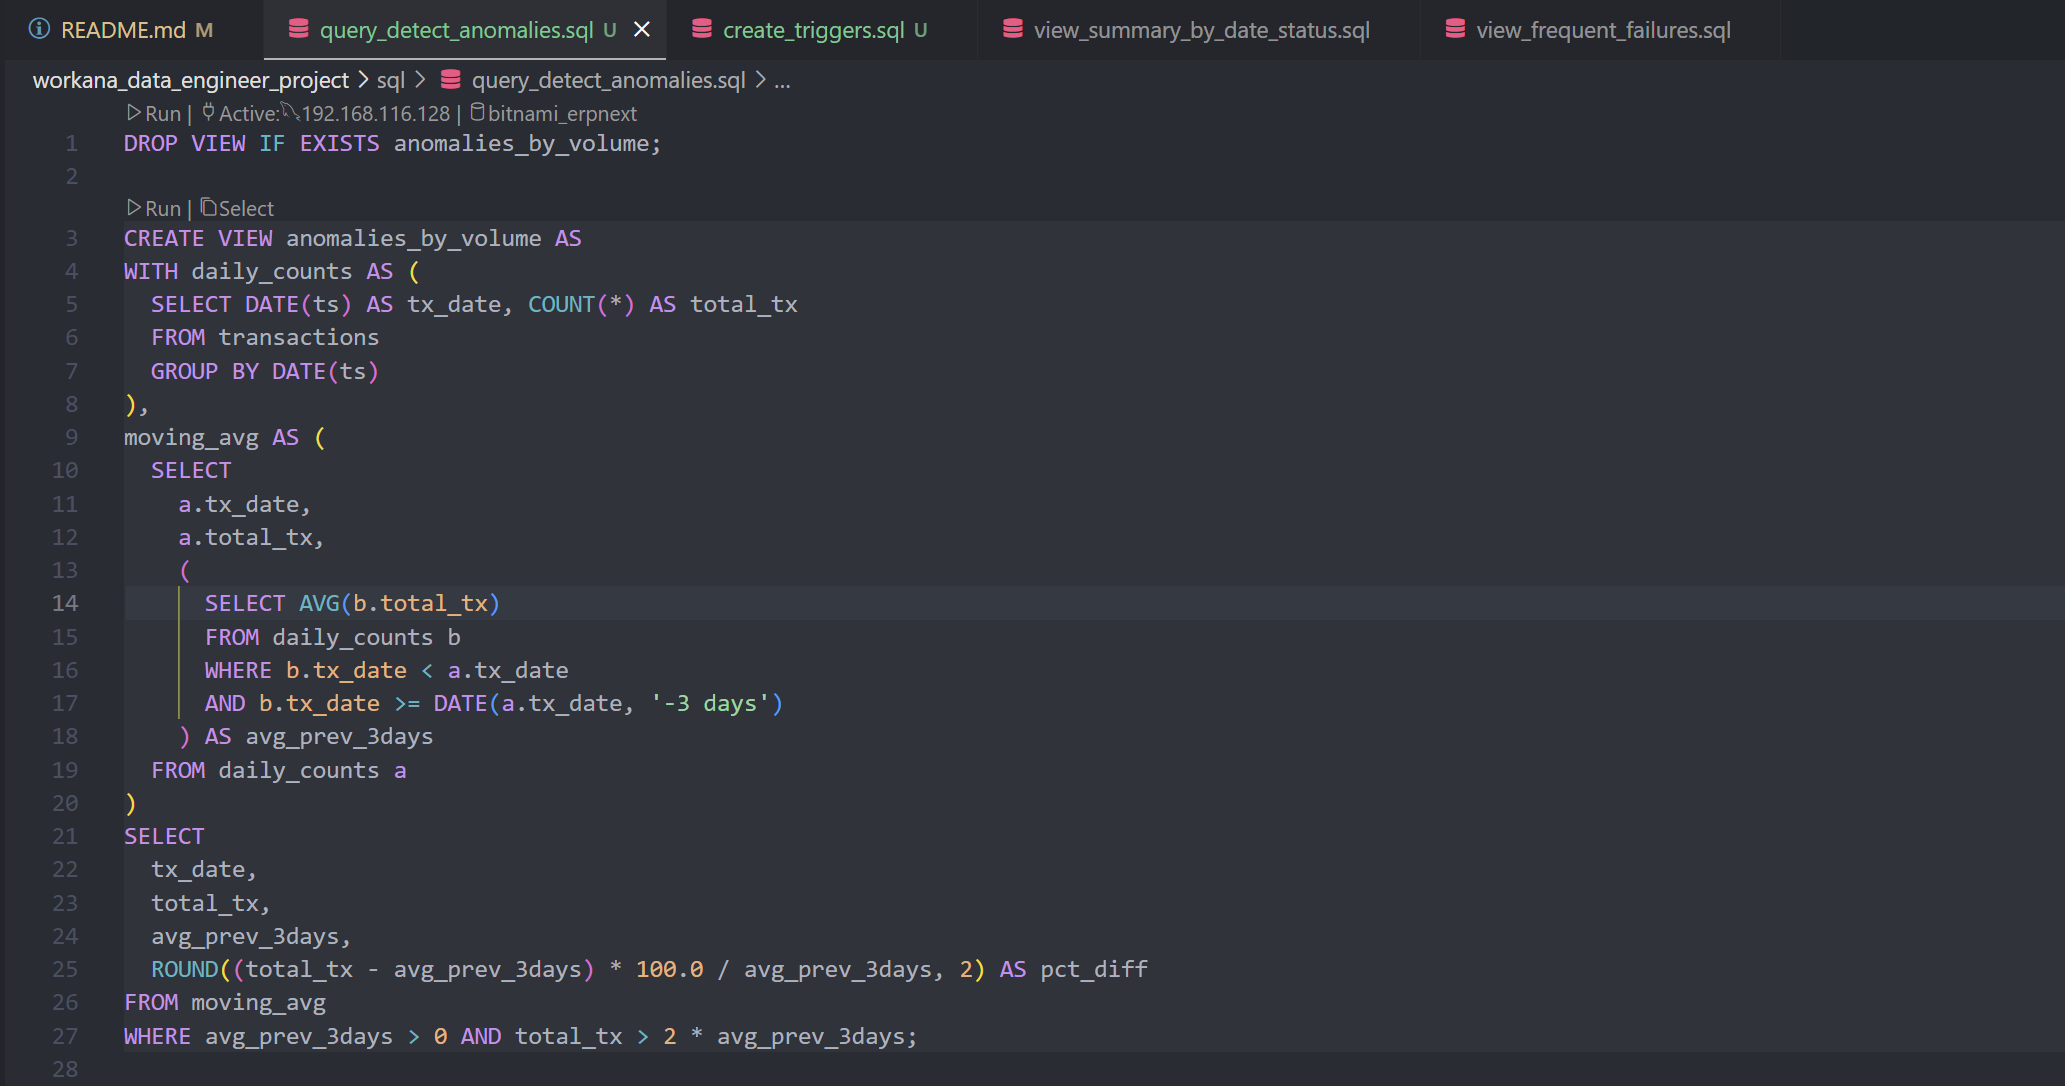 README.md M
query_detect_anomalies.sql U
create_triggers.sql U
view_summary_by_date_status.sql
view_frequent_failures.sql
workana_data_engineer_project > sql > query_detect_anomalies.sql > ...
Run | Active: 192.168.116.128 | bitnami_erpnext
1 DROP VIEW IF EXISTS anomalies_by_volume;
2
Run | Select
3 CREATE VIEW anomalies_by_volume AS
4 WITH daily_counts AS (
5   SELECT DATE(ts) AS tx_date, COUNT(*) AS total_tx
6   FROM transactions
7   GROUP BY DATE(ts)
8 ),
9 moving_avg AS (
10   SELECT
11     a.tx_date,
12     a.total_tx,
13     (
14       SELECT AVG(b.total_tx)
15       FROM daily_counts b
16       WHERE b.tx_date < a.tx_date
17       AND b.tx_date >= DATE(a.tx_date, '-3 days')
18     ) AS avg_prev_3days
19   FROM daily_counts a
20 )
21 SELECT
22   tx_date,
23   total_tx,
24   avg_prev_3days,
25   ROUND((total_tx - avg_prev_3days) * 100.0 / avg_prev_3days, 2) AS pct_diff
26 FROM moving_avg
27 WHERE avg_prev_3days > 0 AND total_tx > 2 * avg_prev_3days;
28